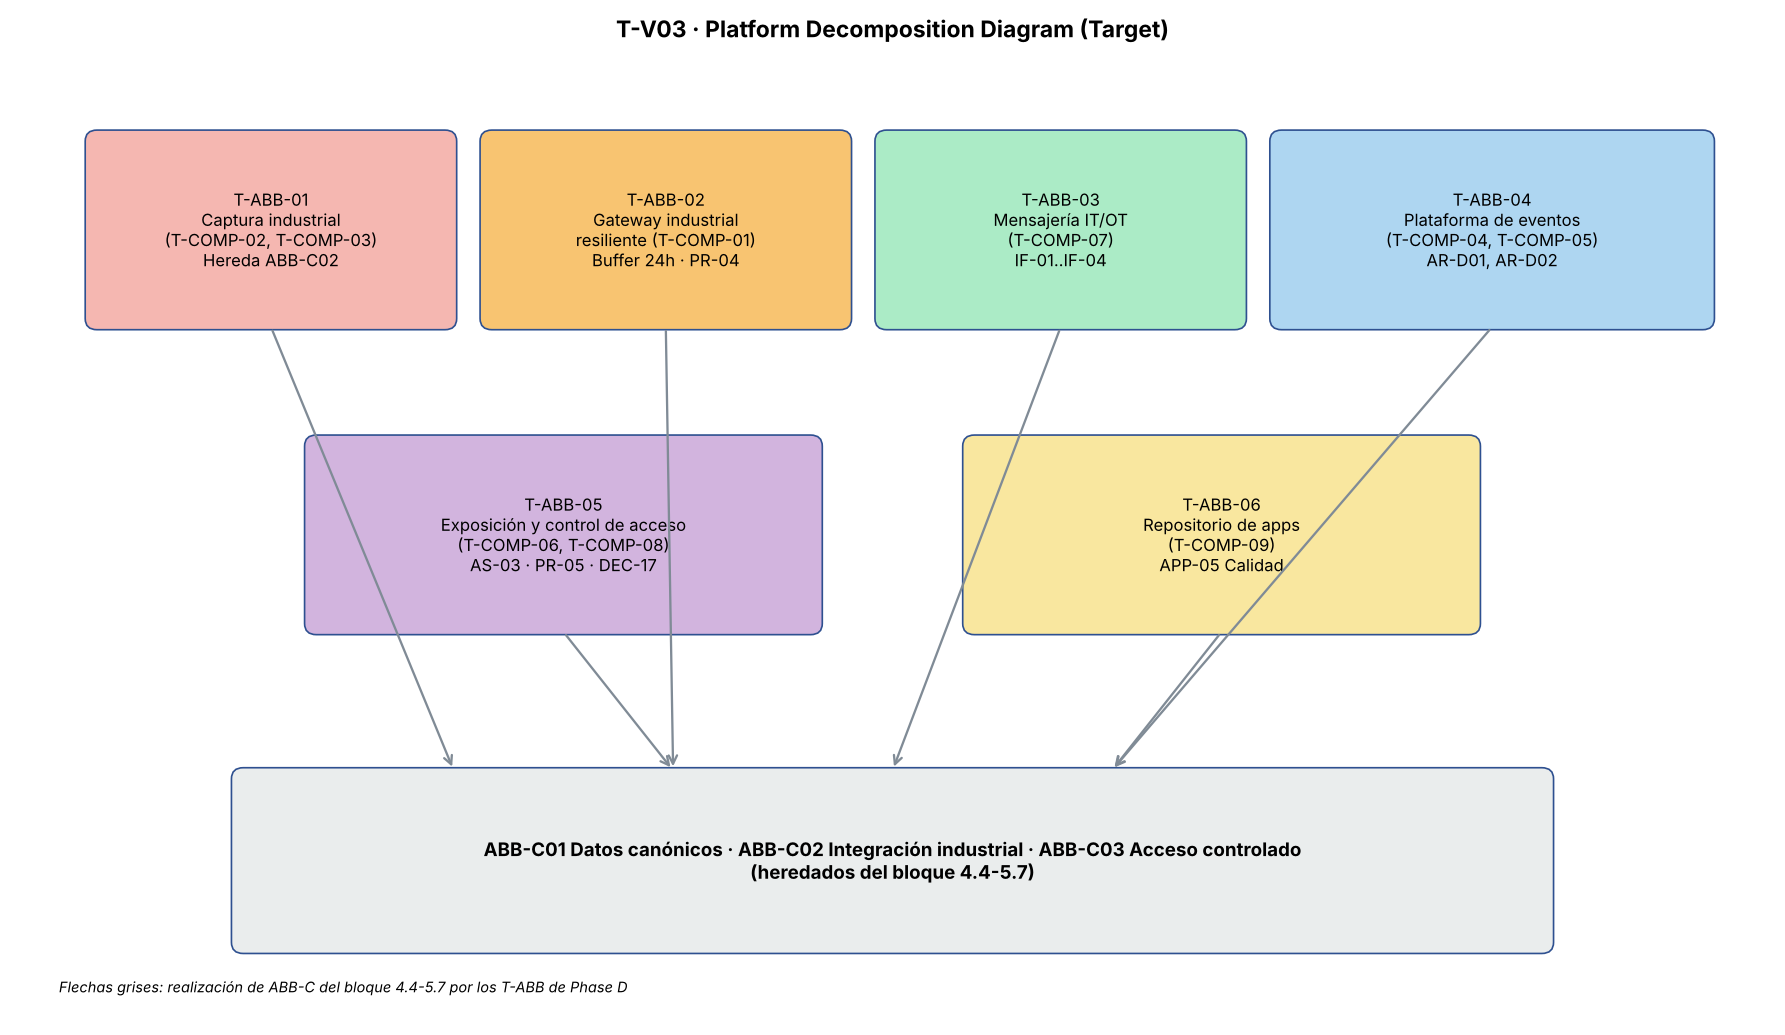 T-V03 · Platform Decomposition Diagram (Target)
T-ABB-01
Captura industrial
(T-COMP-02, T-COMP-03)
Hereda ABB-C02
T-ABB-02
Gateway industrial
resiliente (T-COMP-01)
Buffer 24h · PR-04
T-ABB-03
Mensajería IT/OT
(T-COMP-07)
IF-01..IF-04
T-ABB-04
Plataforma de eventos
(T-COMP-04, T-COMP-05)
AR-D01, AR-D02
T-ABB-05
Exposición y control de acceso
(T-COMP-06, T-COMP-08)
AS-03 · PR-05 · DEC-17
T-ABB-06
Repositorio de apps
(T-COMP-09)
APP-05 Calidad
ABB-C01 Datos canónicos · ABB-C02 Integración industrial · ABB-C03 Acceso controlado
(heredados del bloque 4.4-5.7)
Flechas grises: realización de ABB-C del bloque 4.4-5.7 por los T-ABB de Phase D